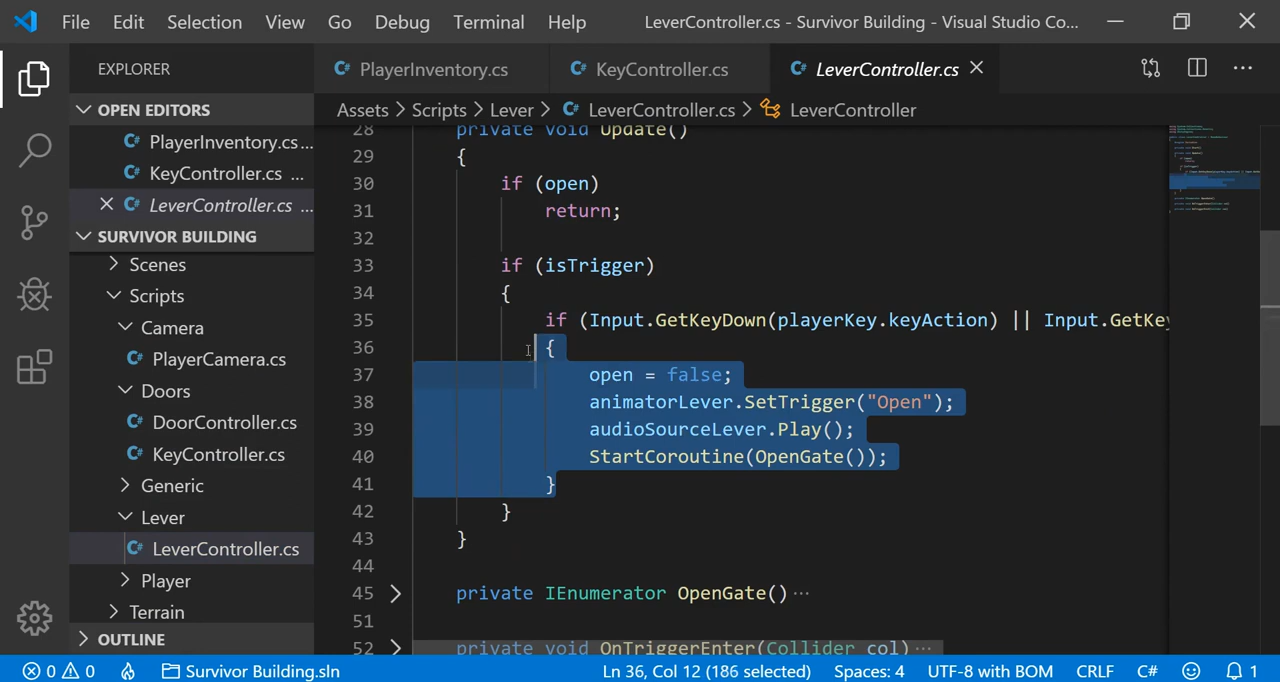 File Edit Selection View Go Debug Terminal Help LeverController.cs - Survivor Building - Visual Studio Co...
EXPLORER
OPEN EDITORS
PlayerInventory.cs...
KeyController.cs ...
LeverController.cs ...
SURVIVOR BUILDING
Scenes
Scripts
Camera
PlayerCamera.cs
Doors
DoorController.cs
KeyController.cs
Generic
Lever
LeverController.cs
Player
Terrain
OUTLINE
PlayerInventory.cs KeyController.cs LeverController.cs
Assets > Scripts > Lever > LeverController.cs > LeverController
28 private void Update()
29 {
30 if (open)
31 return;
32
33 if (isTrigger)
34 {
35 if (Input.GetKeyDown(playerKey.keyAction) || Input.GetKey
36 {
37 open = false;
38 animatorLever.SetTrigger("Open");
39 audioSourceLever.Play();
40 StartCoroutine(OpenGate());
41 }
42 }
43 }
44
45 private IEnumerator OpenGate()...
51
52 private void OnTriggerEnter(Collider col)...
0 0 Survivor Building.sln Ln 36, Col 12 (186 selected) Spaces: 4 UTF-8 with BOM CRLF C# 1